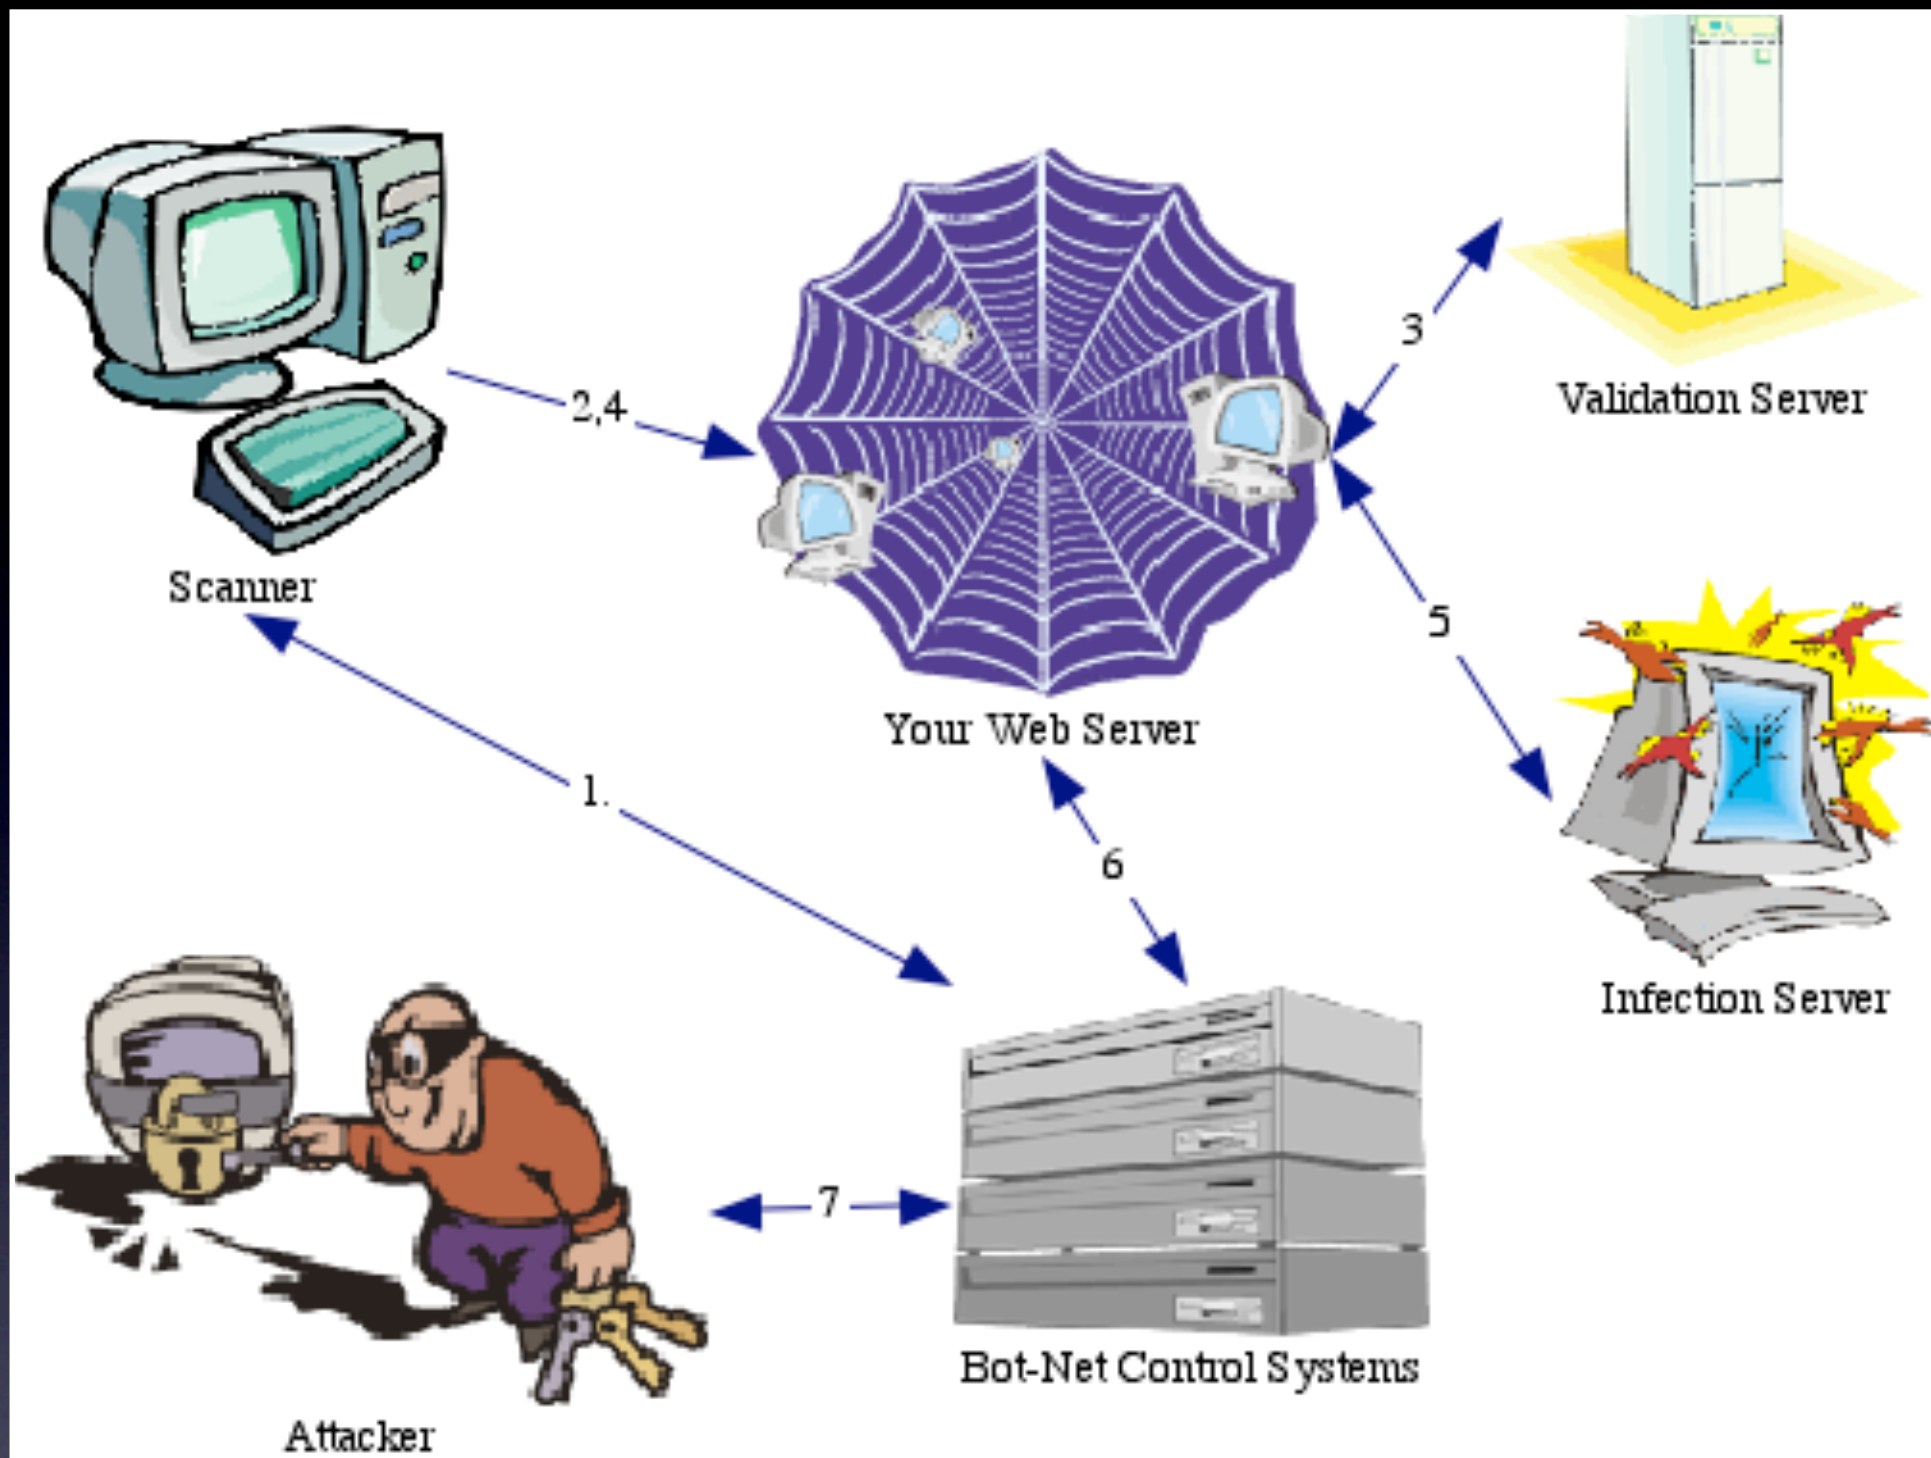 3
Validation Server
2,4
Scanner
5
Your Web Server
1.
6
Infection Server
7
Bot-Net Control Systems
Attacker